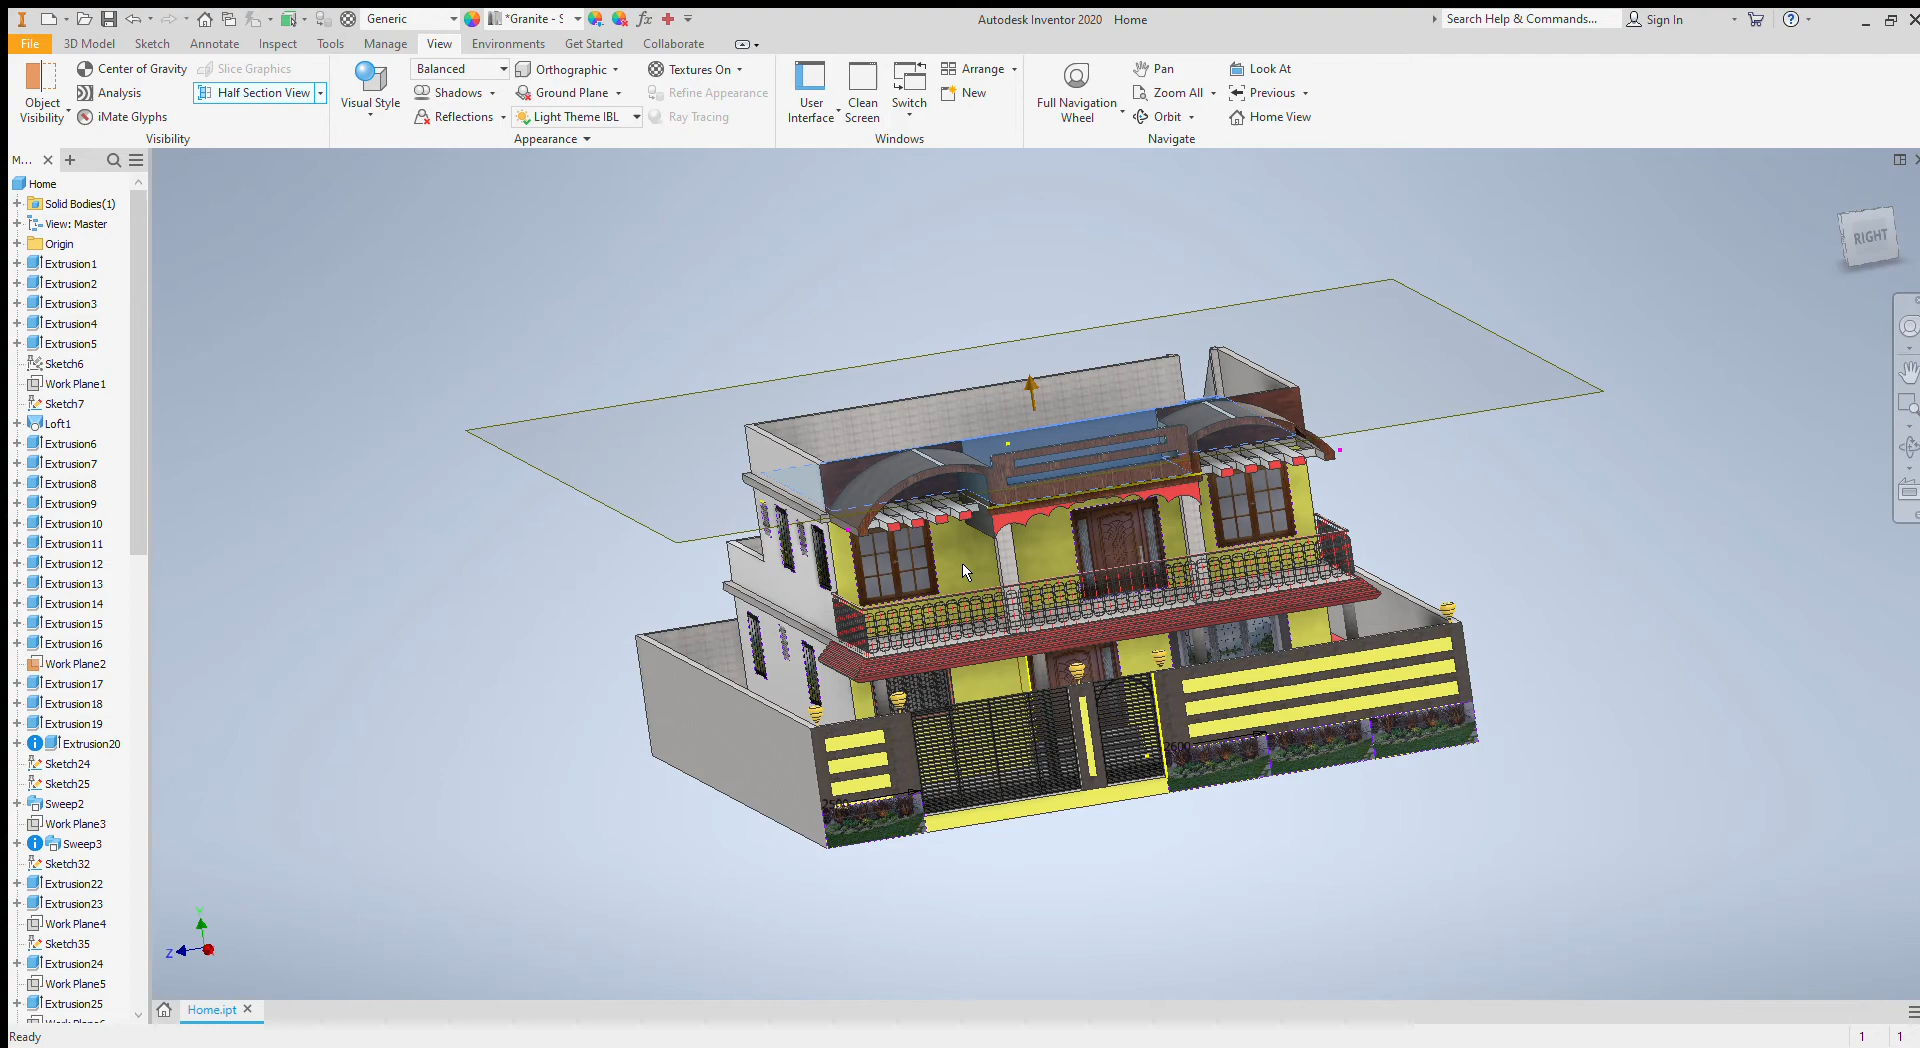 Generic
*Granite - S
Autodesk Inventor 2020 Home
Search Help & Commands...
Sign In
File
3D Model
Sketch
Annotate
Inspect
Tools
Manage
View
Environments
Get Started
Collaborate
Object
Visibility
Center of Gravity
Analysis
iMate Glyphs
Slice Graphics
Half Section View
Visibility
Visual Style
Balanced
Shadows
Reflections
Orthographic
Ground Plane
Light Theme IBL
Textures On
Refine Appearance
Ray Tracing
Appearance
User
Interface
Clean
Screen
Switch
Arrange
New
Windows
Full Navigation
Wheel
Pan
Zoom All
Orbit
Look At
Previous
Home View
Navigate
M...
Home
Solid Bodies(1)
View: Master
Origin
Extrusion1
Extrusion2
Extrusion3
Extrusion4
Extrusion5
Sketch6
Work Plane1
Sketch7
Loft1
Extrusion6
Extrusion7
Extrusion8
Extrusion9
Extrusion10
Extrusion11
Extrusion12
Extrusion13
Extrusion14
Extrusion15
Extrusion16
Work Plane2
Extrusion17
Extrusion18
Extrusion19
Extrusion20
Sketch24
Sketch25
Sweep2
Work Plane3
Sweep3
Sketch32
Extrusion22
Extrusion23
Work Plane4
Sketch35
Extrusion24
Work Plane5
Extrusion25
RIGHT
2600
2500
Y
Z
Home.ipt
Ready
1
1